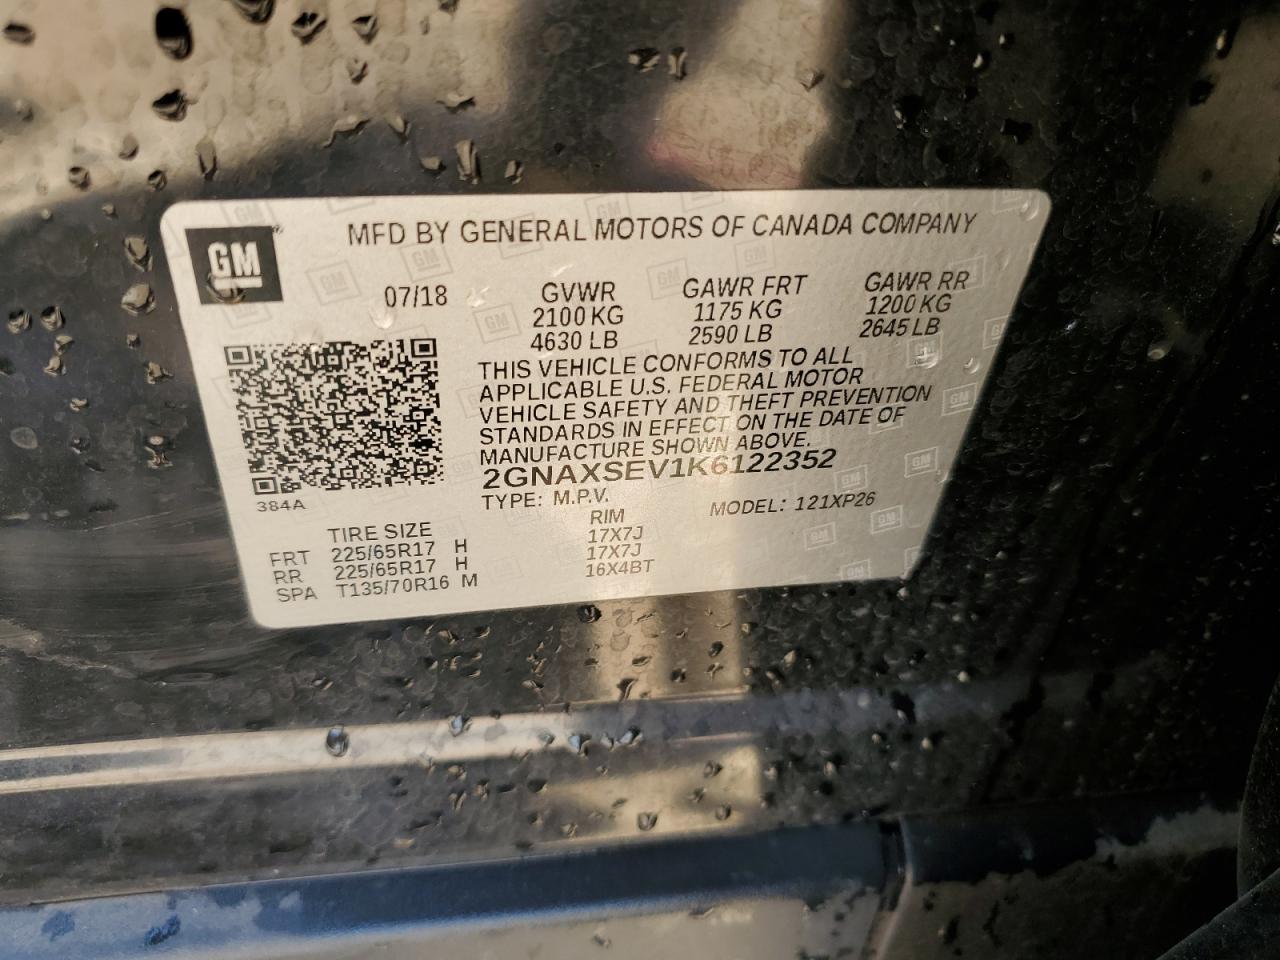 GM
MFD BY GENERAL MOTORS OF CANADA COMPANY
07/18
GVWR GAWR FRT GAWR RR
2100 KG 1175 KG 1200 KG
4630 LB 2590 LB 2645 LB
THIS VEHICLE CONFORMS TO ALL
APPLICABLE U.S. FEDERAL MOTOR
VEHICLE SAFETY AND THEFT PREVENTION
STANDARDS IN EFFECT ON THE DATE OF
MANUFACTURE SHOWN ABOVE.
2GNAXSEV1K6122352
TYPE: M.P.V. MODEL: 121XP26
384A
TIRE SIZE RIM
FRT 225/65R17 H 17X7J
RR 225/65R17 H 17X7J
SPA T135/70R16 M 16X4BT